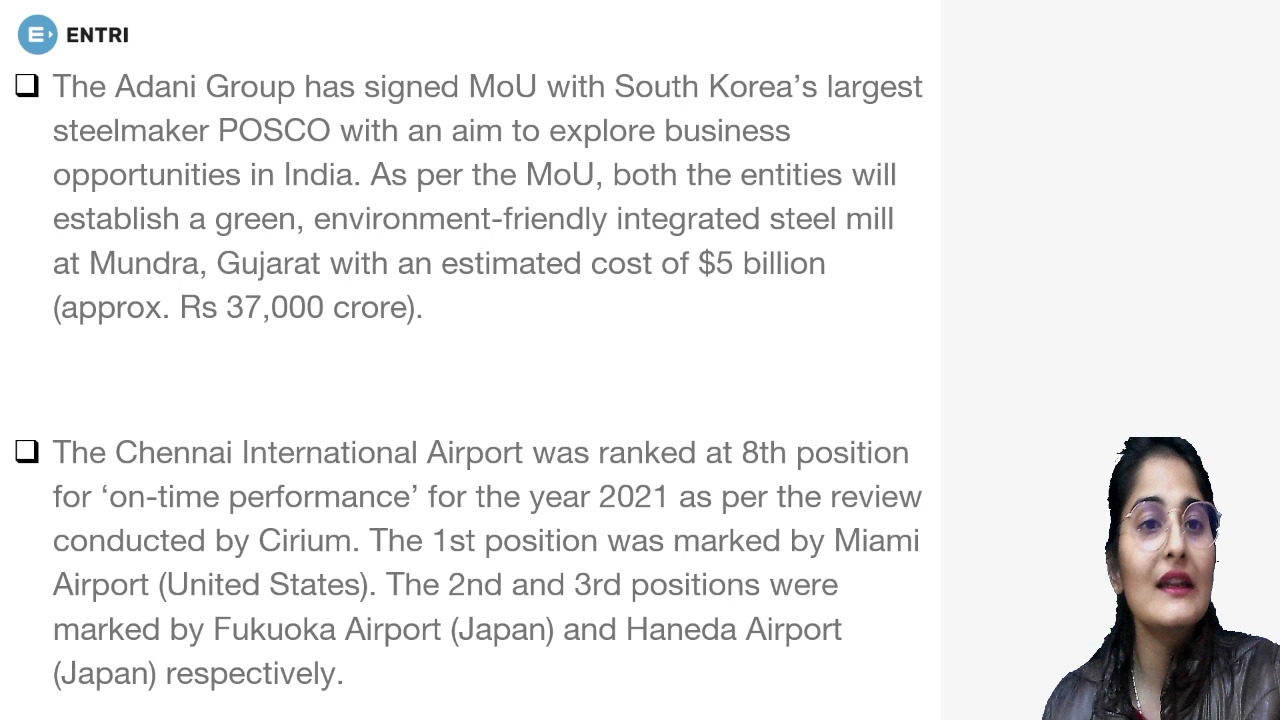 ENTRI
The Adani Group has signed MoU with South Korea’s largest
steelmaker POSCO with an aim to explore business
opportunities in India. As per the MoU, both the entities will
establish a green, environment-friendly integrated steel mill
at Mundra, Gujarat with an estimated cost of $5 billion
(approx. Rs 37,000 crore).
The Chennai International Airport was ranked at 8th position
for ‘on-time performance’ for the year 2021 as per the review
conducted by Cirium. The 1st position was marked by Miami
Airport (United States). The 2nd and 3rd positions were
marked by Fukuoka Airport (Japan) and Haneda Airport
(Japan) respectively.